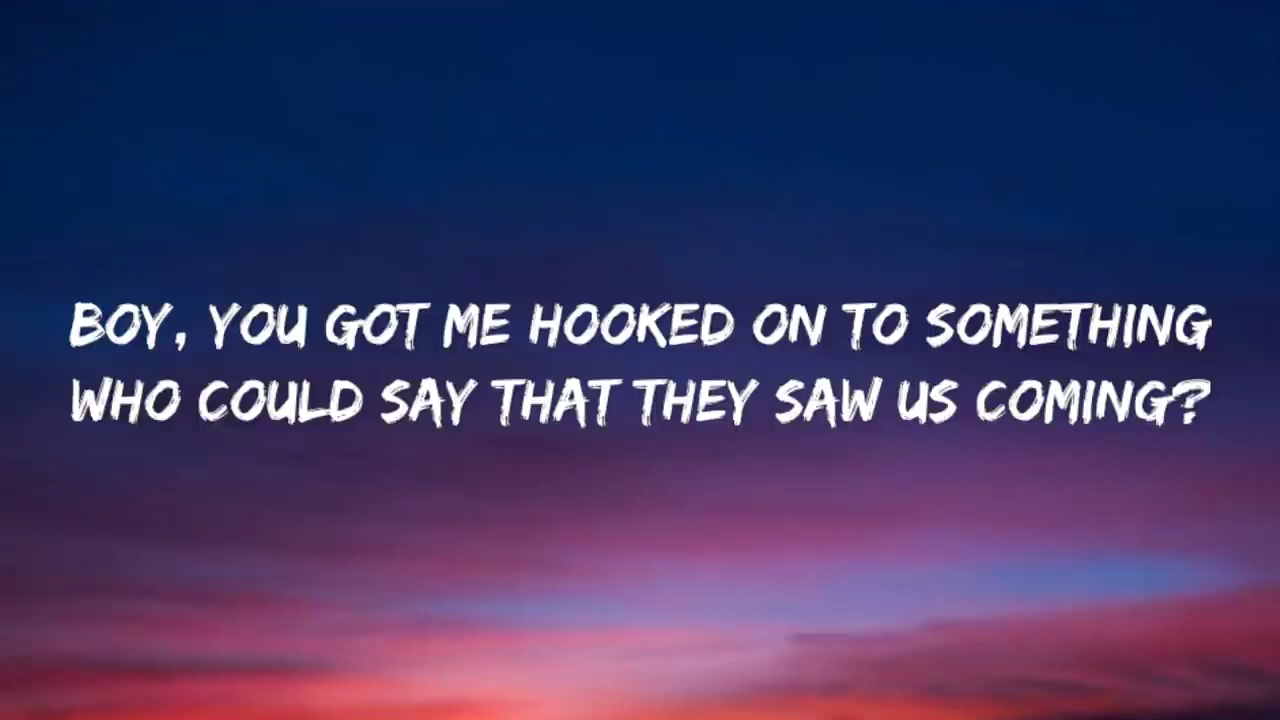 BOY, YOU GOT ME HOOKED ON TO SOMETHING
WHO COULD SAY THAT THEY SAW US COMING?